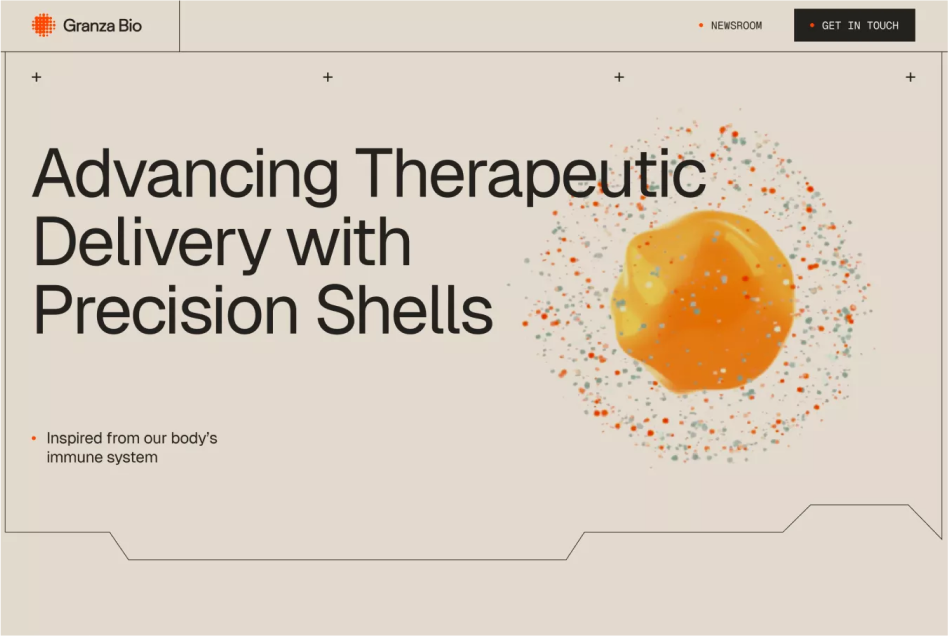 Granza Bio
NEWSROOM
GET IN TOUCH
Advancing Therapeutic
Delivery with
Precision Shells
Inspired from our body's
immune system